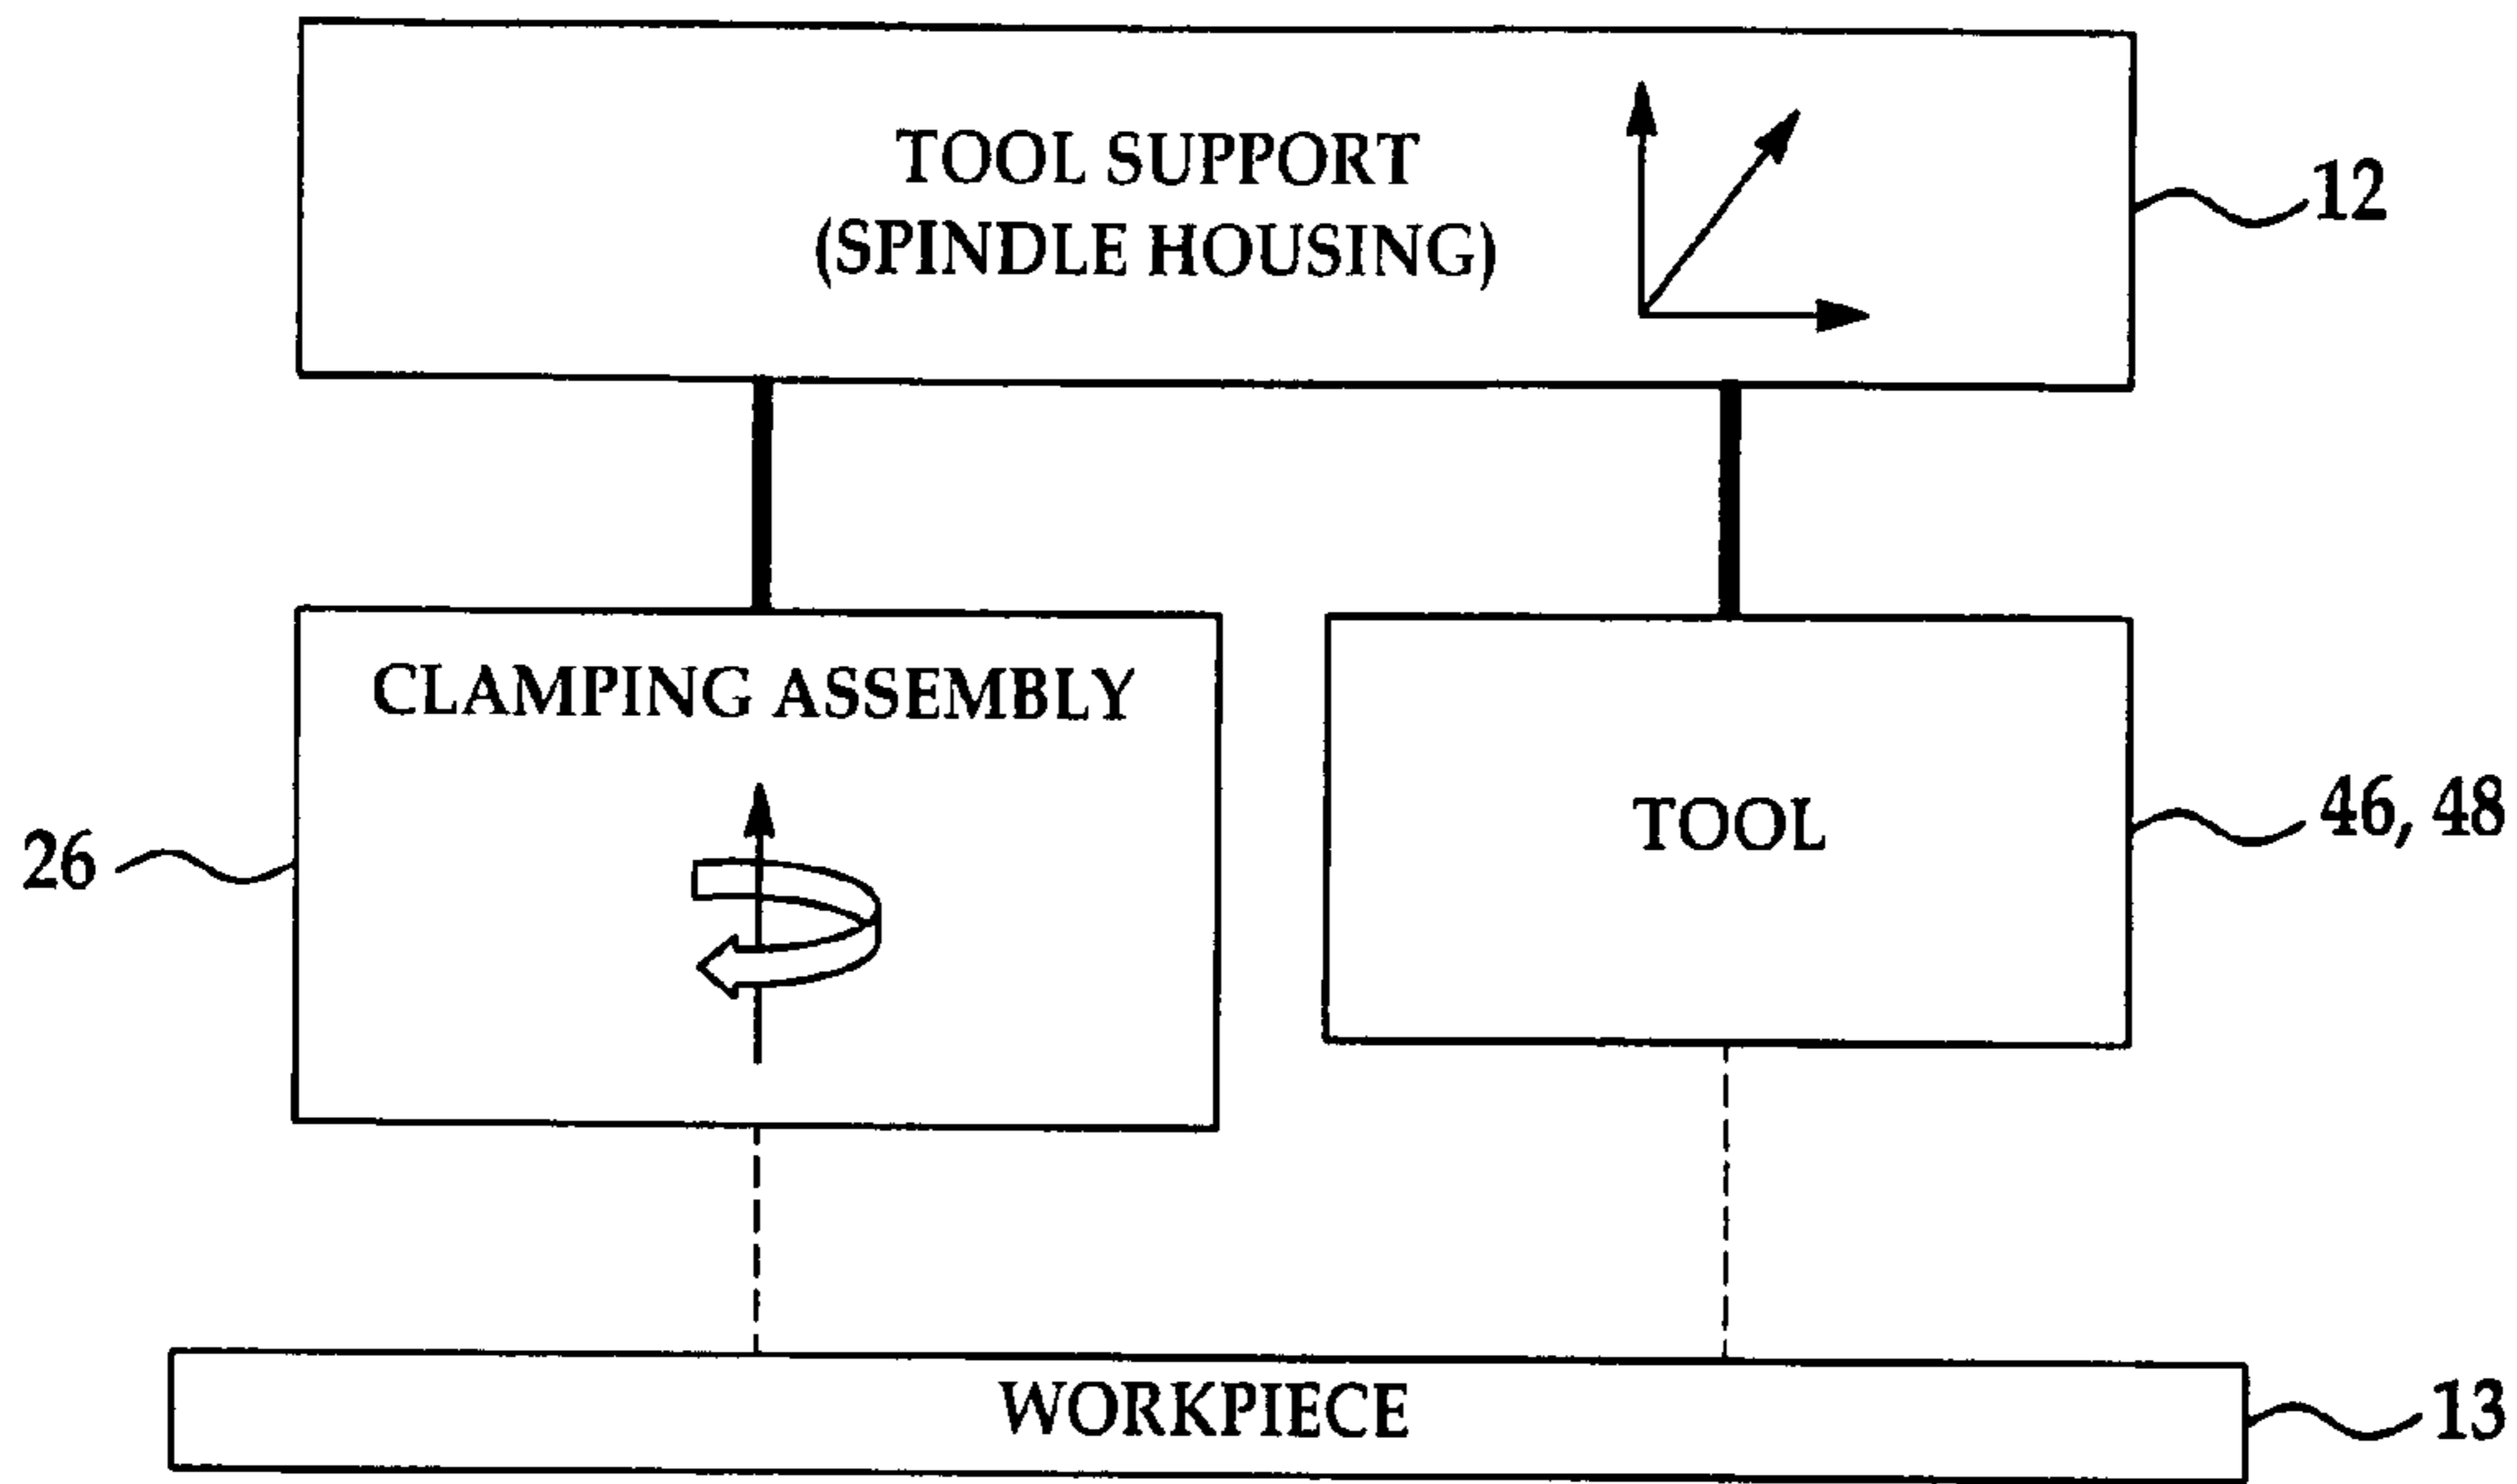 TOOL SUPPORT
(SPINDLE HOUSING)
12
CLAMPING ASSEMBLY
26
TOOL
46, 48
WORKPIECE
13